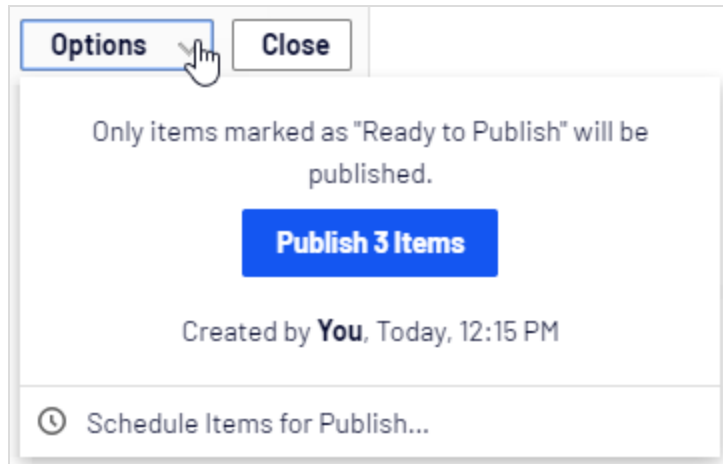 Options
Close
Only items marked as "Ready to Publish" will be
published.
Publish 3 Items
Created by You, Today, 12:15 PM
Schedule Items for Publish...